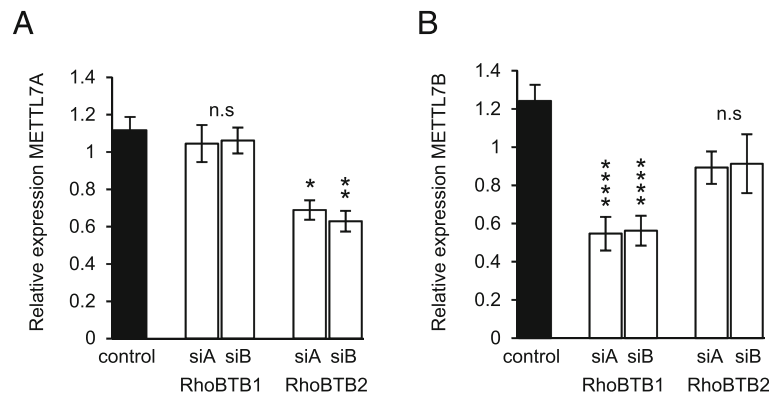 A
Relative expression METTL7A
1.4
1.2
1
0.8
0.6
0.4
0.2
0
n.s
*
**
control
siA siB
siA siB
RhoBTB1
RhoBTB2
B
Relative expression METTL7B
1.4
1.2
1
0.8
0.6
0.4
0.2
0
****
****
n.s
control
siA siB
siA siB
RhoBTB1
RhoBTB2